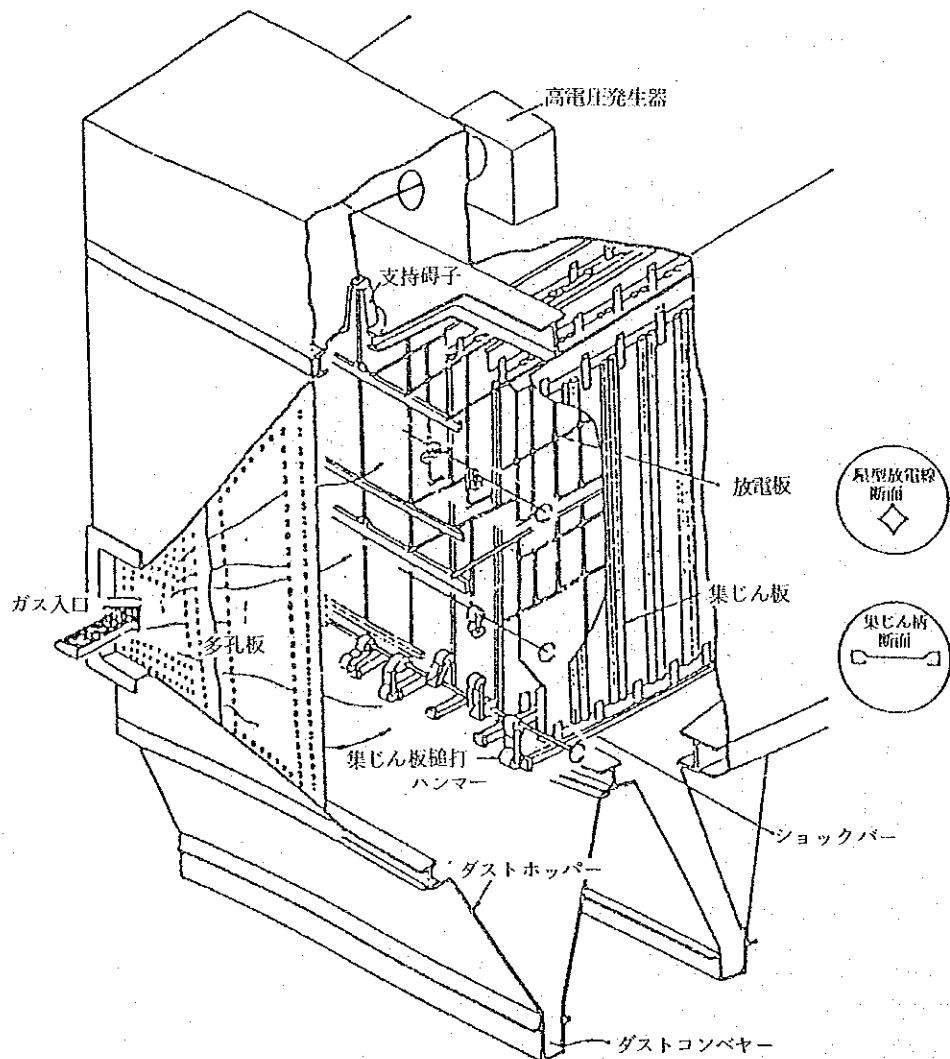 高電圧発生器
支持碍子
放電板
星型放電線
断面
ガス入口
多孔板
集じん板
集じん柄
断面
集じん板槌打
ハンマー
ショックバー
ダストホッパー
ダストコンベヤー